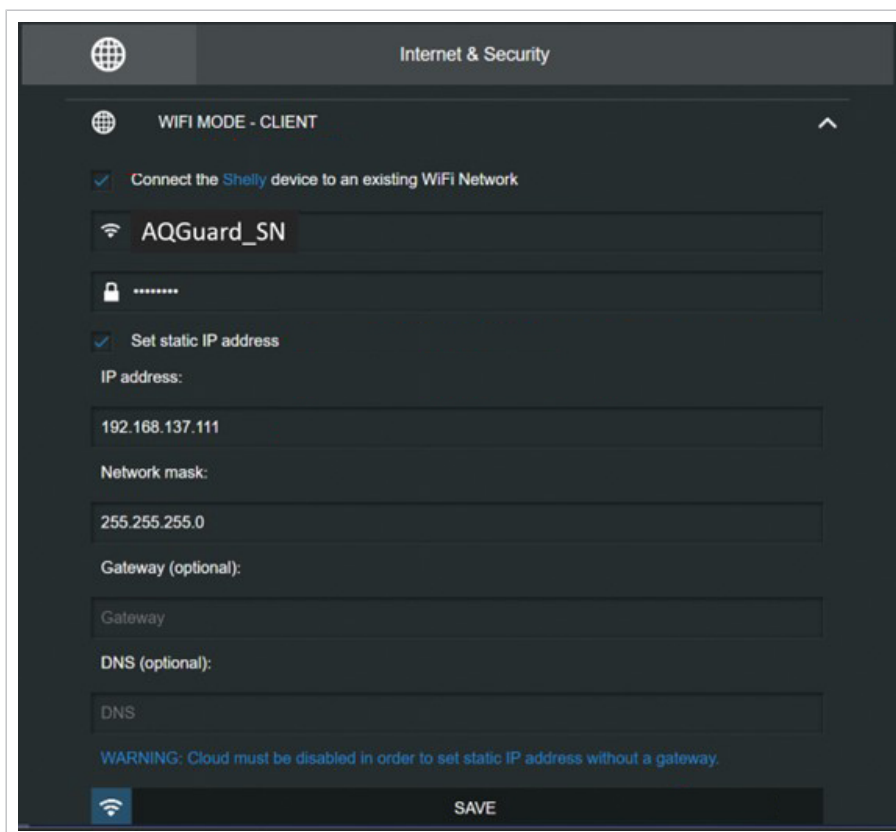 Internet & Security
WIFI MODE - CLIENT
Connect the Shelly device to an existing WiFi Network
AQGuard_SN
••••••••
Set static IP address
IP address:
192.168.137.111
Network mask:
255.255.255.0
Gateway (optional):
Gateway
DNS (optional):
DNS
WARNING: Cloud must be disabled in order to set static IP address without a gateway.
SAVE